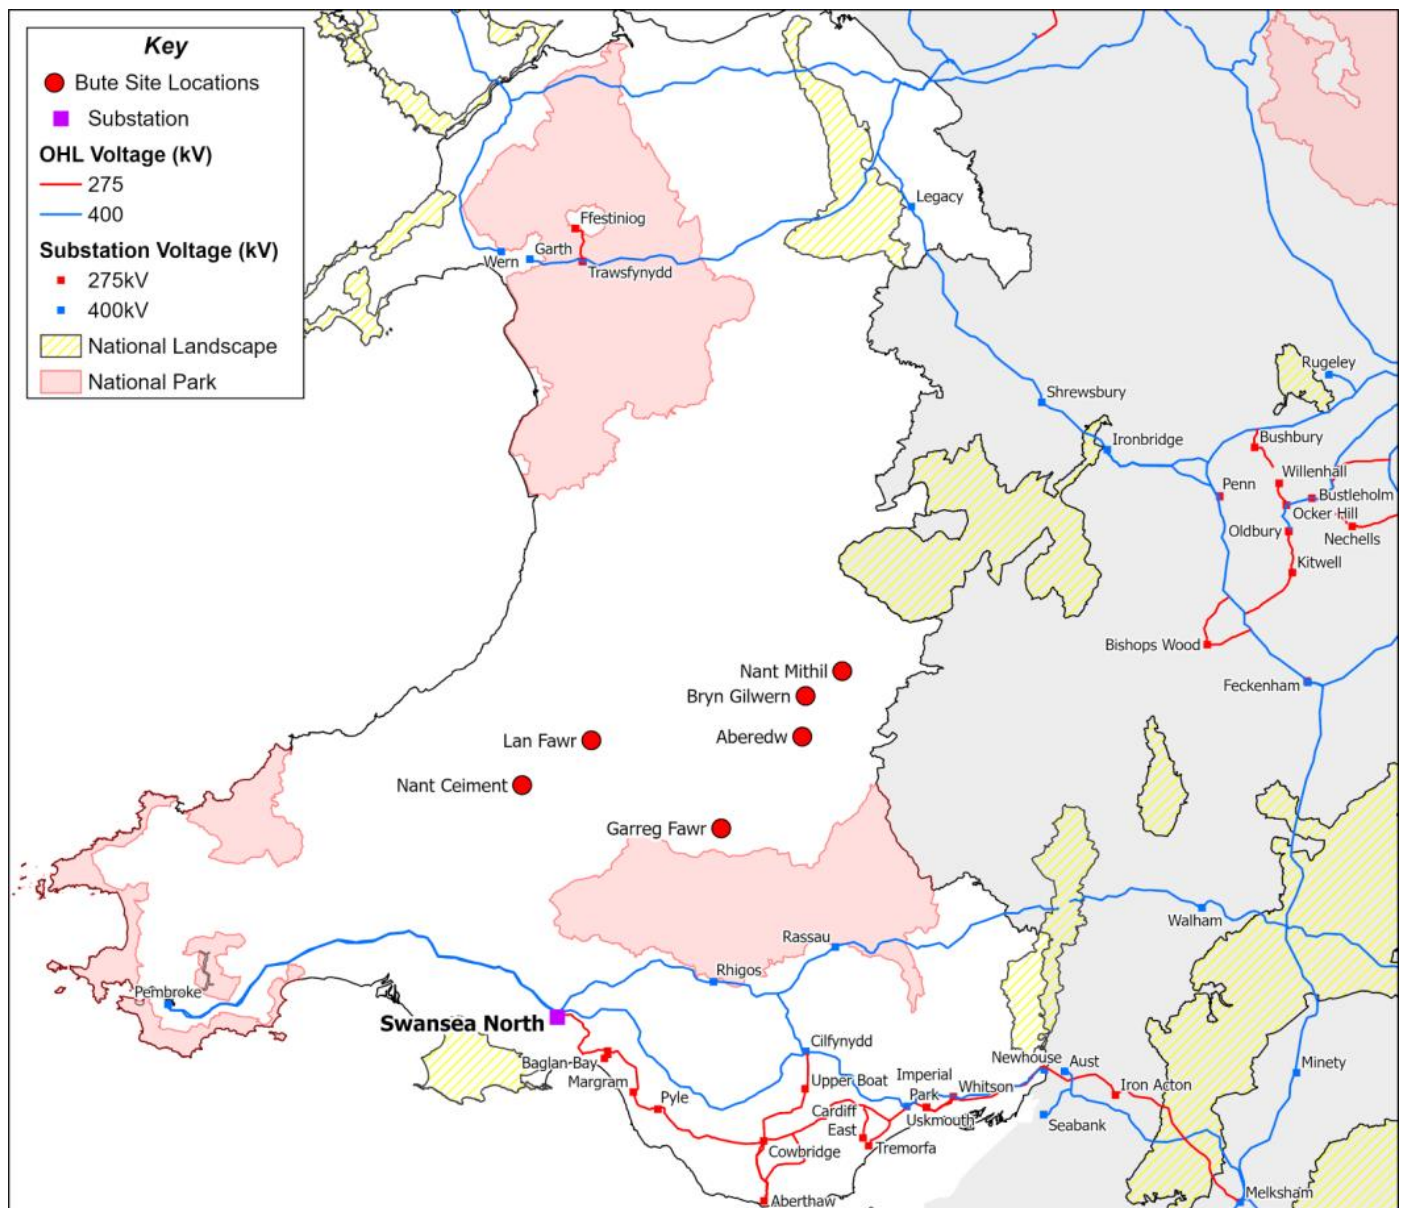 Key
Bute Site Locations
Substation
OHL Voltage (kV)
275
400
Substation Voltage (kV)
275kV
400kV
National Landscape
National Park
Legacy
Ffestiniog
Garth
Wern
Trawsfynydd
Rugeley
Shrewsbury
Ironbridge
Bushbury
Willenhall
Penn
Bustleholm
Ocker Hill
Oldbury
Nechells
Kitwell
Bishops Wood
Feckenham
Nant Mithil
Bryn Gilwern
Aberedw
Lan Fawr
Nant Ceiment
Garreg Fawr
Walham
Rassau
Rhigos
Pembroke
Swansea North
Cilfynydd
Baglan-Bay
Margram
Upper Boat
Pyle
Imperial
Park
Whitson
Uskmouth
Newhouse
Aust
Iron Acton
Minety
Cardiff
East
Tremorfa
Seabank
Cowbridge
Aberthaw
Melksham